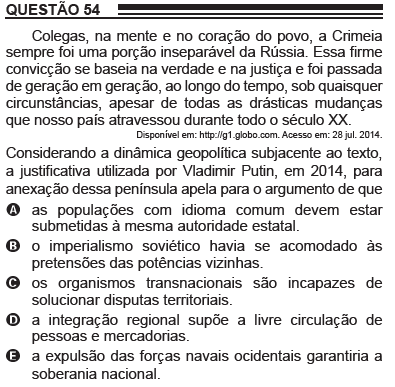 QUESTÃO 54
Colegas, na mente e no coração do povo, a Crimeia
sempre foi uma porção inseparável da Rússia. Essa firme
convicção se baseia na verdade e na justiça e foi passada
de geração em geração, ao longo do tempo, sob quaisquer
circunstâncias, apesar de todas as drásticas mudanças
que nosso país atravessou durante todo o século XX.
Disponível em: http://g1.globo.com. Acesso em: 28 jul. 2014.
Considerando a dinâmica geopolítica subjacente ao texto,
a justificativa utilizada por Vladimir Putin, em 2014, para
anexação dessa península apela para o argumento de que
A as populações com idioma comum devem estar
submetidas à mesma autoridade estatal.
B o imperialismo soviético havia se acomodado às
pretensões das potências vizinhas.
C os organismos transnacionais são incapazes de
solucionar disputas territoriais.
D a integração regional supõe a livre circulação de
pessoas e mercadorias.
E a expulsão das forças navais ocidentais garantiria a
soberania nacional.